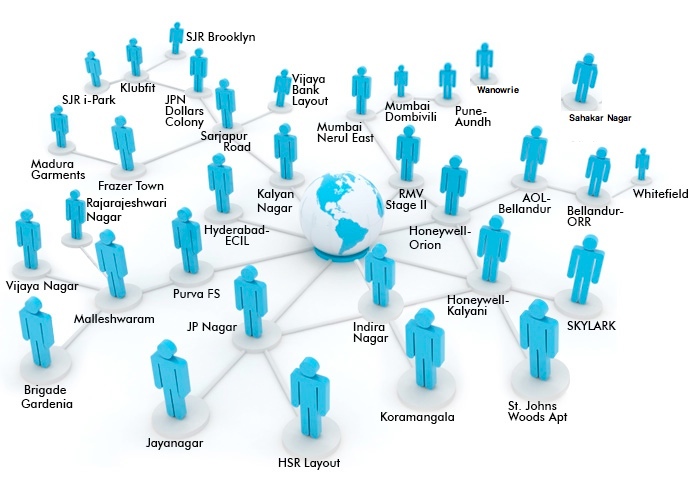 SJR Brooklyn
Klubfit
SJR i-Park
JPN
Dollars
Colony
Vijaya
Bank
Layout
Sarjapur
Road
Mumbai
Nerul East
Mumbai
Dombivili
Pune-
Aundh
Wanowrie
Sahakar Nagar
Madura
Garments
Frazer Town
Kalyan
Nagar
RMV
Stage II
AOL-
Bellandur
Bellandur-
ORR
Whitefield
Rajarajeshwari
Nagar
Hyderabad-
ECIL
Honeywell-
Orion
Vijaya Nagar
Malleshwaram
Purva FS
JP Nagar
Indira
Nagar
Honeywell-
Kalyani
SKYLARK
Brigade
Gardenia
Jayanagar
HSR Layout
Koramangala
St. Johns
Woods Apt